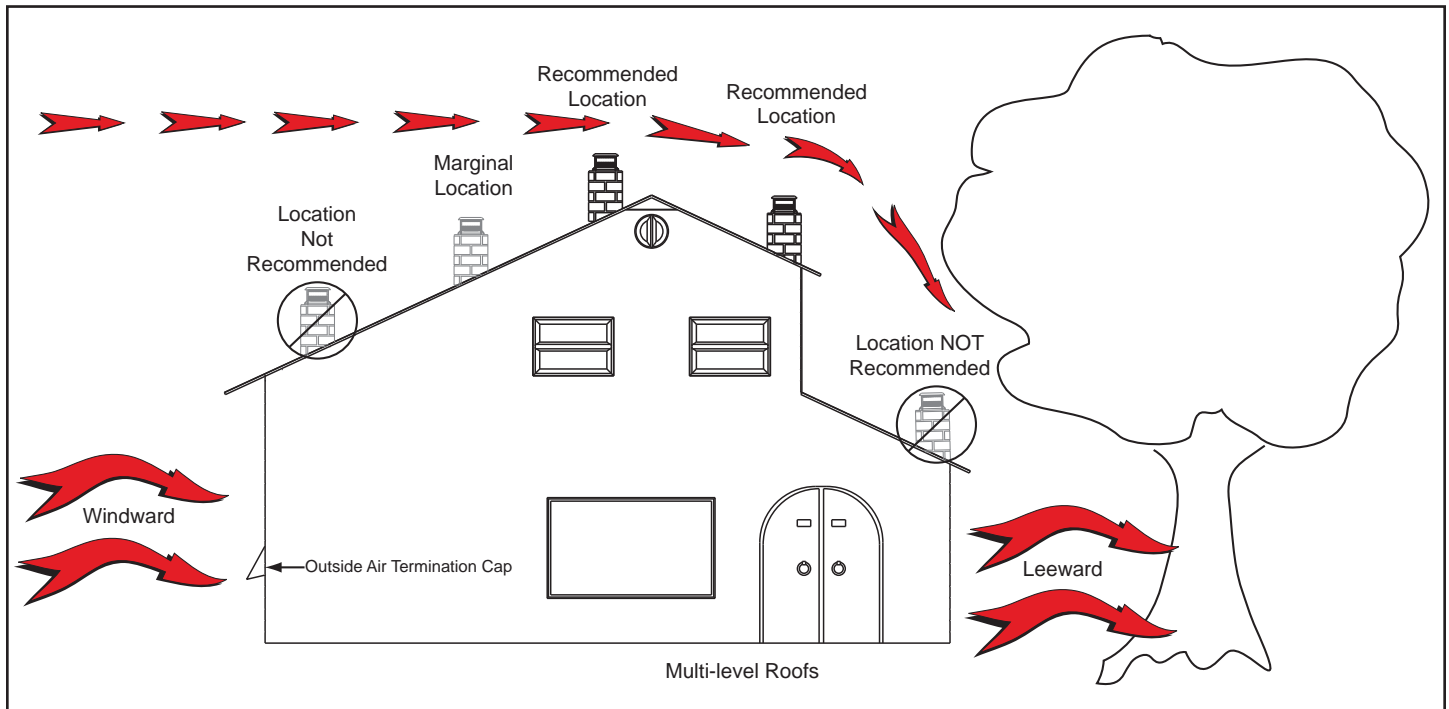 Recommended
Location
Recommended
Location
Marginal
Location
Location
Not
Recommended
Location NOT
Recommended
Windward
Outside Air Termination Cap
Leeward
Multi-level Roofs